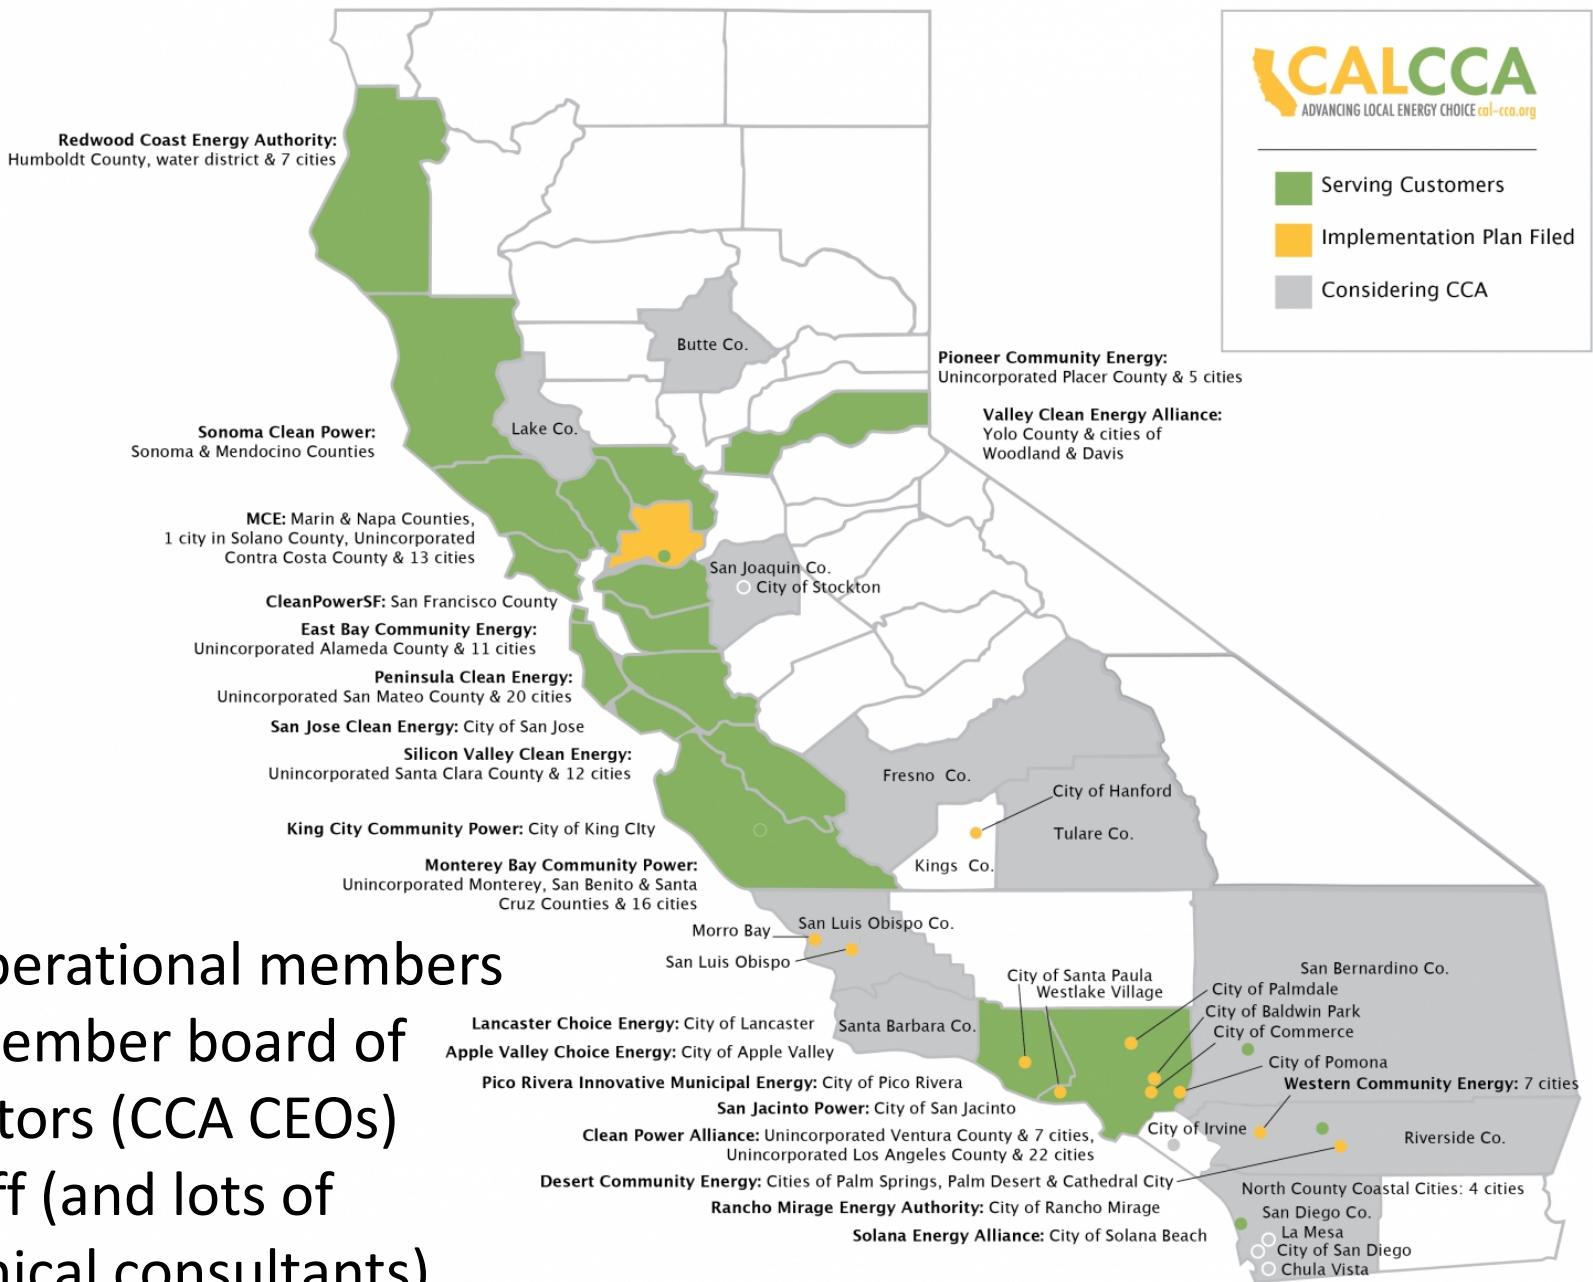 CALCCA
ADVANCING LOCAL ENERGY CHOICE cal-cca.org
Serving Customers
Implementation Plan Filed
Considering CCA
Redwood Coast Energy Authority:
Humboldt County, water district & 7 cities
Butte Co.
Pioneer Community Energy:
Unincorporated Placer County & 5 cities
Valley Clean Energy Alliance:
Yolo County & cities of
Woodland & Davis
Lake Co.
Sonoma Clean Power:
Sonoma & Mendocino Counties
MCE: Marin & Napa Counties,
1 city in Solano County, Unincorporated
Contra Costa County & 13 cities
San Joaquin Co.
City of Stockton
CleanPowerSF: San Francisco County
East Bay Community Energy:
Unincorporated Alameda County & 11 cities
Peninsula Clean Energy:
Unincorporated San Mateo County & 20 cities
San Jose Clean Energy: City of San Jose
Silicon Valley Clean Energy:
Unincorporated Santa Clara County & 12 cities
Fresno Co.
City of Hanford
Tulare Co.
Kings Co.
King City Community Power: City of King CIty
Monterey Bay Community Power:
Unincorporated Monterey, San Benito & Santa
Cruz Counties & 16 cities
San Luis Obispo Co.
Morro Bay
San Luis Obispo
perational members
ember board of
tors (CCA CEOs)
ff (and lots of
nical consultants)
City of Santa Paula
Westlake Village
San Bernardino Co.
City of Palmdale
City of Baldwin Park
City of Commerce
City of Pomona
Western Community Energy: 7 cities
Santa Barbara Co.
Lancaster Choice Energy: City of Lancaster
Apple Valley Choice Energy: City of Apple Valley
Pico Rivera Innovative Municipal Energy: City of Pico Rivera
San Jacinto Power: City of San Jacinto
Clean Power Alliance: Unincorporated Ventura County & 7 cities,
Unincorporated Los Angeles County & 22 cities
City of Irvine
Riverside Co.
Desert Community Energy: Cities of Palm Springs, Palm Desert & Cathedral City
Rancho Mirage Energy Authority: City of Rancho Mirage
Solana Energy Alliance: City of Solana Beach
North County Coastal Cities: 4 cities
San Diego Co.
La Mesa
City of San Diego
Chula Vista